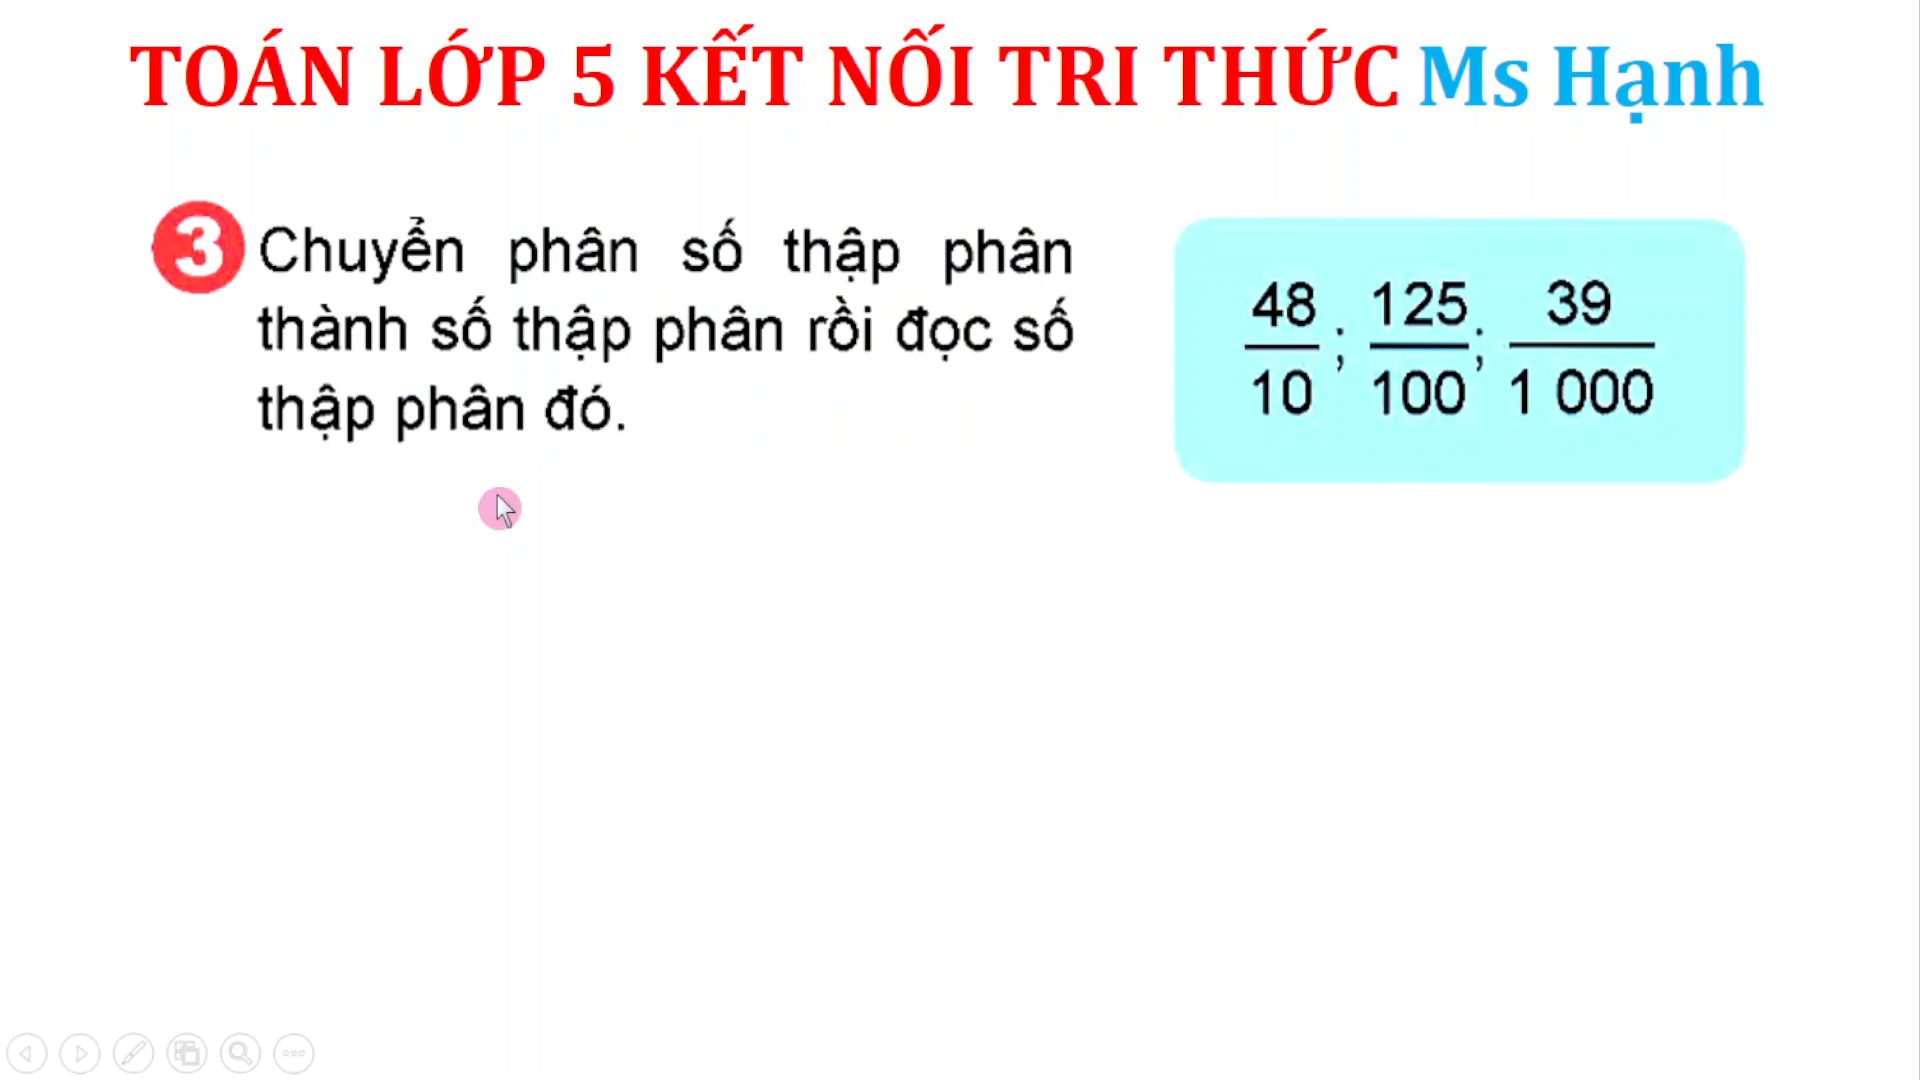 TOÁN LỚP 5 KẾT NỐI TRI THỨC Ms Hạnh
3 Chuyển phân số thập phân
thành số thập phân rồi đọc số
thập phân đó.
48/10 ; 125/100 ; 39/1 000